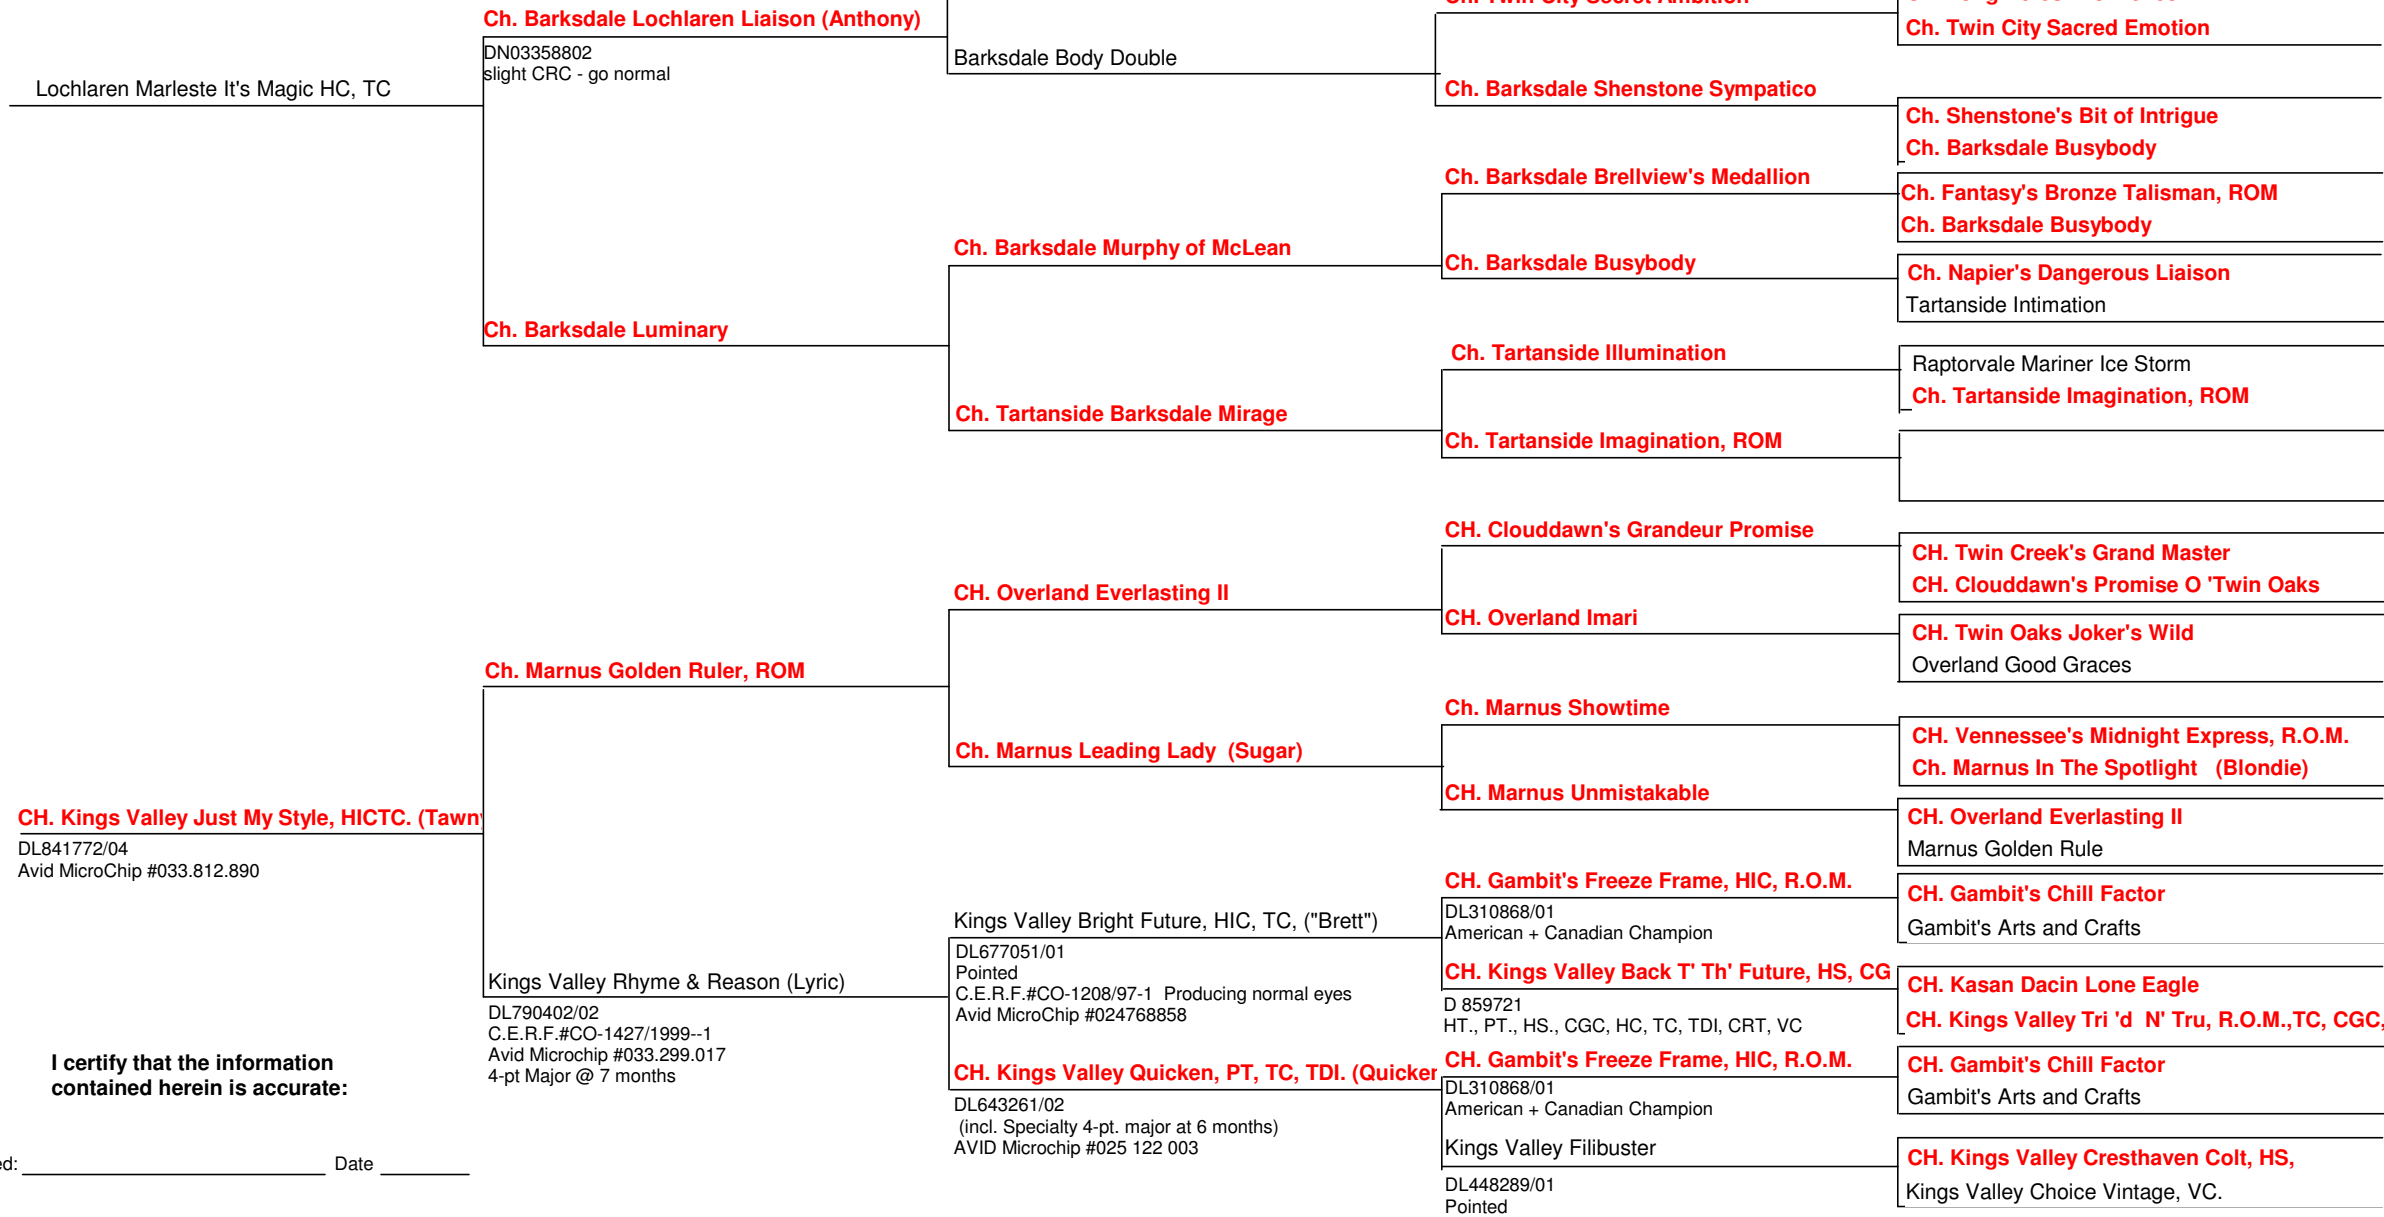 Ch. Barksdale Lochlaren Liaison (Anthony)
DN03358802
slight CRC - go normal
Lochlaren Marleste It's Magic HC, TC
Barksdale Body Double
Ch. Twin City Secret Ambition
Ch. Twin City Sacred Emotion
Ch. Barksdale Shenstone Sympatico
Ch. Shenstone's Bit of Intrigue
Ch. Barksdale Busybody
Ch. Barksdale Brellview's Medallion
Ch. Fantasy's Bronze Talisman, ROM
Ch. Barksdale Busybody
Ch. Barksdale Murphy of McLean
Ch. Barksdale Busybody
Ch. Napier's Dangerous Liaison
Tartanside Intimation
Ch. Barksdale Luminary
Ch. Tartanside Illumination
Raptorvale Mariner Ice Storm
Ch. Tartanside Imagination, ROM
Ch. Tartanside Barksdale Mirage
Ch. Tartanside Imagination, ROM
CH. Clouddawn's Grandeur Promise
CH. Twin Creek's Grand Master
CH. Clouddawn's Promise O 'Twin Oaks
CH. Overland Everlasting II
CH. Overland Imari
CH. Twin Oaks Joker's Wild
Overland Good Graces
Ch. Marnus Golden Ruler, ROM
Ch. Marnus Showtime
CH. Vennessee's Midnight Express, R.O.M.
Ch. Marnus In The Spotlight (Blondie)
Ch. Marnus Leading Lady (Sugar)
CH. Marnus Unmistakable
CH. Overland Everlasting II
Marnus Golden Rule
CH. Kings Valley Just My Style, HICTC. (Tawny
DL841772/04
Avid MicroChip #033.812.890
CH. Gambit's Freeze Frame, HIC, R.O.M.
DL310868/01
American + Canadian Champion
CH. Gambit's Chill Factor
Gambit's Arts and Crafts
Kings Valley Bright Future, HIC, TC, ("Brett")
DL677051/01
Pointed
C.E.R.F.#CO-1208/97-1 Producing normal eyes
Avid MicroChip #024768858
CH. Kings Valley Back T' Th' Future, HS, CG
D 859721
HT., PT., HS., CGC, HC, TC, TDI, CRT, VC
CH. Kasan Dacin Lone Eagle
CH. Kings Valley Tri 'd N' Tru, R.O.M.,TC, CGC,
Kings Valley Rhyme & Reason (Lyric)
DL790402/02
C.E.R.F.#CO-1427/1999--1
Avid Microchip #033.299.017
4-pt Major @ 7 months
CH. Kings Valley Quicken, PT, TC, TDI. (Quicken
DL643261/02
(incl. Specialty 4-pt. major at 6 months)
AVID Microchip #025 122 003
CH. Gambit's Freeze Frame, HIC, R.O.M.
DL310868/01
American + Canadian Champion
CH. Gambit's Chill Factor
Gambit's Arts and Crafts
Kings Valley Filibuster
DL448289/01
Pointed
CH. Kings Valley Cresthaven Colt, HS,
Kings Valley Choice Vintage, VC.
I certify that the information
contained herein is accurate:
ed: Date